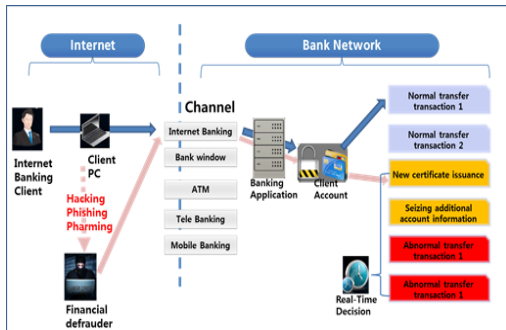 Internet
Bank Network
Channel
Internet Banking
Bank window
ATM
Tele Banking
Mobile Banking
Internet
Banking
Client
Client
PC
Hacking
Phishing
Pharming
Financial
defrauder
Banking
Application
Client
Account
Real-Time
Decision
Normal transfer
transaction 1
Normal transfer
transaction 2
New certificate issuance
Seizing additional
account information
Abnormal transfer
transaction 1
Abnormal transfer
transaction 1